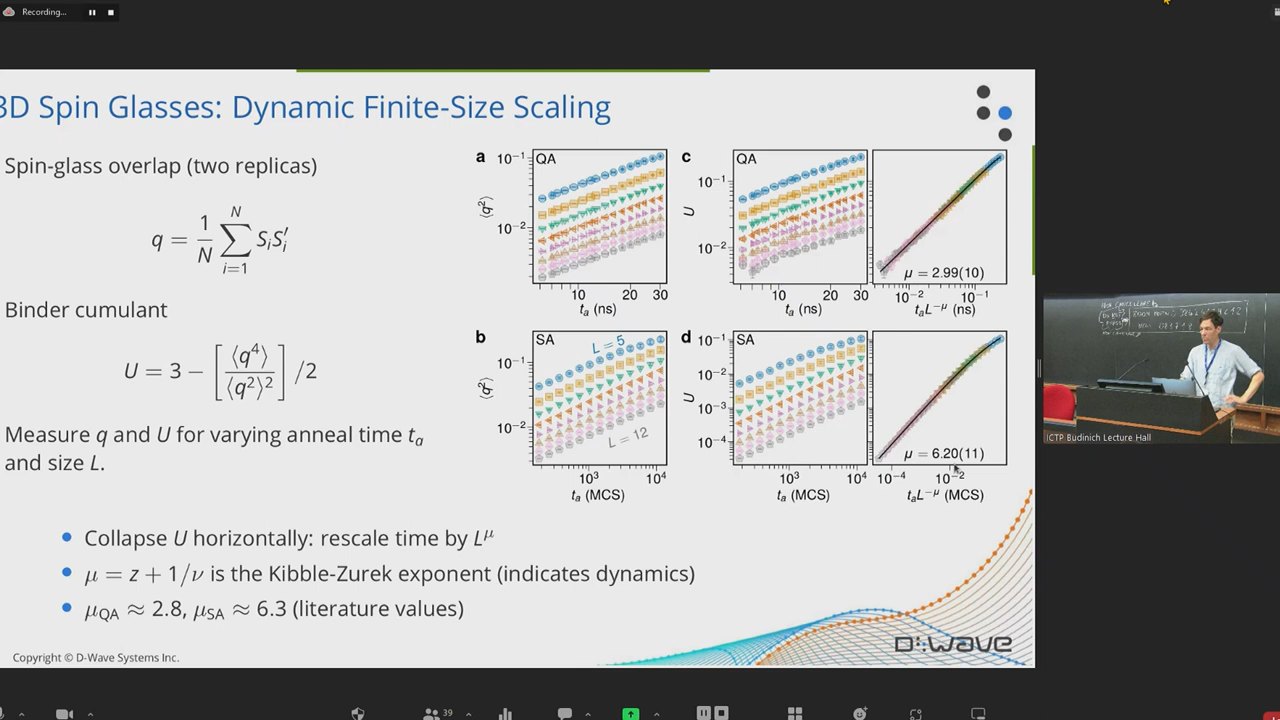 Recording...
3D Spin Glasses: Dynamic Finite-Size Scaling
Spin-glass overlap (two replicas)
q = 1/N ∑_{i=1}^{N} S_i S_i′
Binder cumulant
U = 3 − [⟨q⁴⟩/⟨q²⟩²] /2
Measure q and U for varying anneal time t_a
and size L.
a
QA
⟨q²⟩
10⁻¹
10⁻²
10 20 30
t_a (ns)
c
QA
U
10⁻¹
10⁻²
10 20 30
t_a (ns)
μ = 2.99(10)
10⁻² 10⁻¹
t_aL^{−μ} (ns)
b
SA
L = 5
L = 12
⟨q²⟩
10⁻¹
10⁻²
10³ 10⁴
t_a (MCS)
d
SA
U
10⁻¹
10⁻²
10⁻³
10⁻⁴
10³ 10⁴
t_a (MCS)
μ = 6.20(11)
10⁻⁴ 10⁻²
t_aL^{−μ} (MCS)
• Collapse U horizontally: rescale time by L^μ
• μ = z + 1/ν is the Kibble-Zurek exponent (indicates dynamics)
• μ_QA ≈ 2.8, μ_SA ≈ 6.3 (literature values)
D:wave
Copyright © D-Wave Systems Inc.
ICTP Budinich Lecture Hall
39